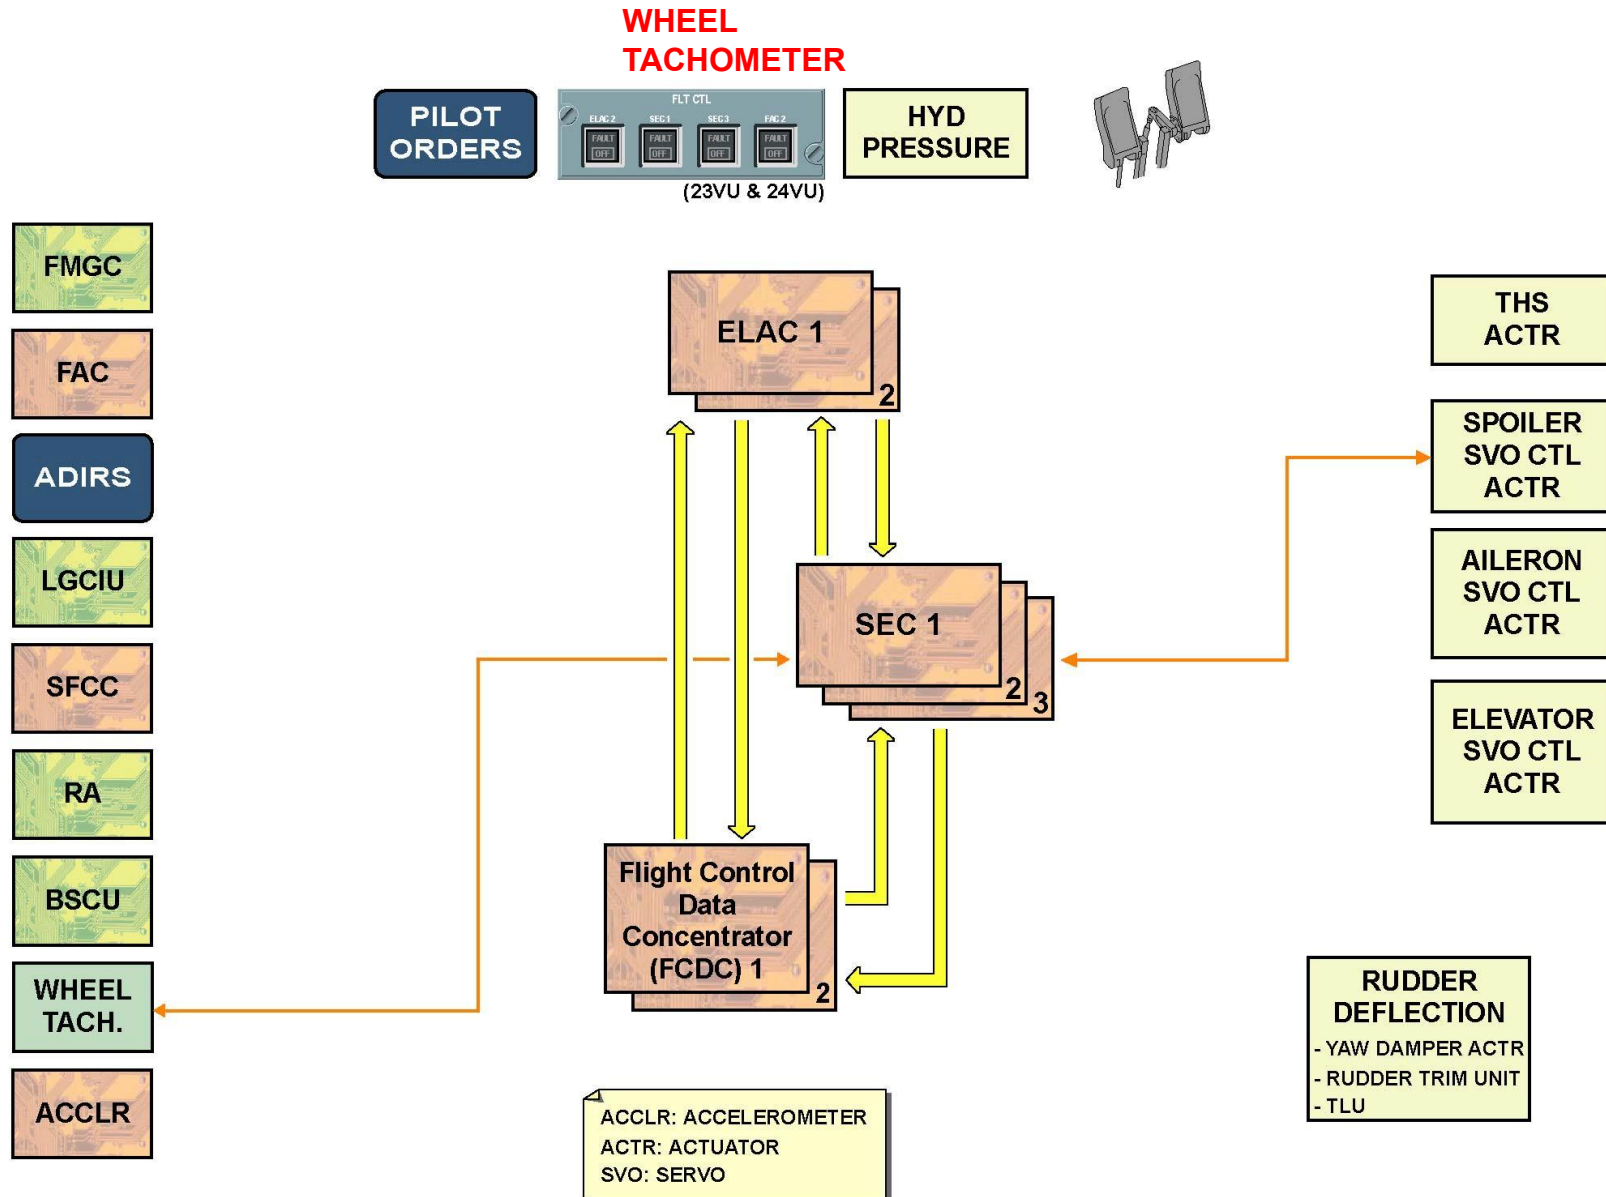 WHEEL
TACHOMETER
PILOT
ORDERS
FLT CTL
ELAC 2 SEC 1 SEC 3 FAC 2
FAULT FAULT FAULT FAULT
OFF OFF OFF OFF
(23VU & 24VU)
HYD
PRESSURE
FMGC
FAC
ADIRS
LGCIU
SFCC
RA
BSCU
WHEEL
TACH.
ACCLR
ELAC 1
2
SEC 1
2
3
Flight Control
Data
Concentrator
(FCDC) 1
2
THS
ACTR
SPOILER
SVO CTL
ACTR
AILERON
SVO CTL
ACTR
ELEVATOR
SVO CTL
ACTR
RUDDER
DEFLECTION
- YAW DAMPER ACTR
- RUDDER TRIM UNIT
- TLU
ACCLR: ACCELEROMETER
ACTR: ACTUATOR
SVO: SERVO